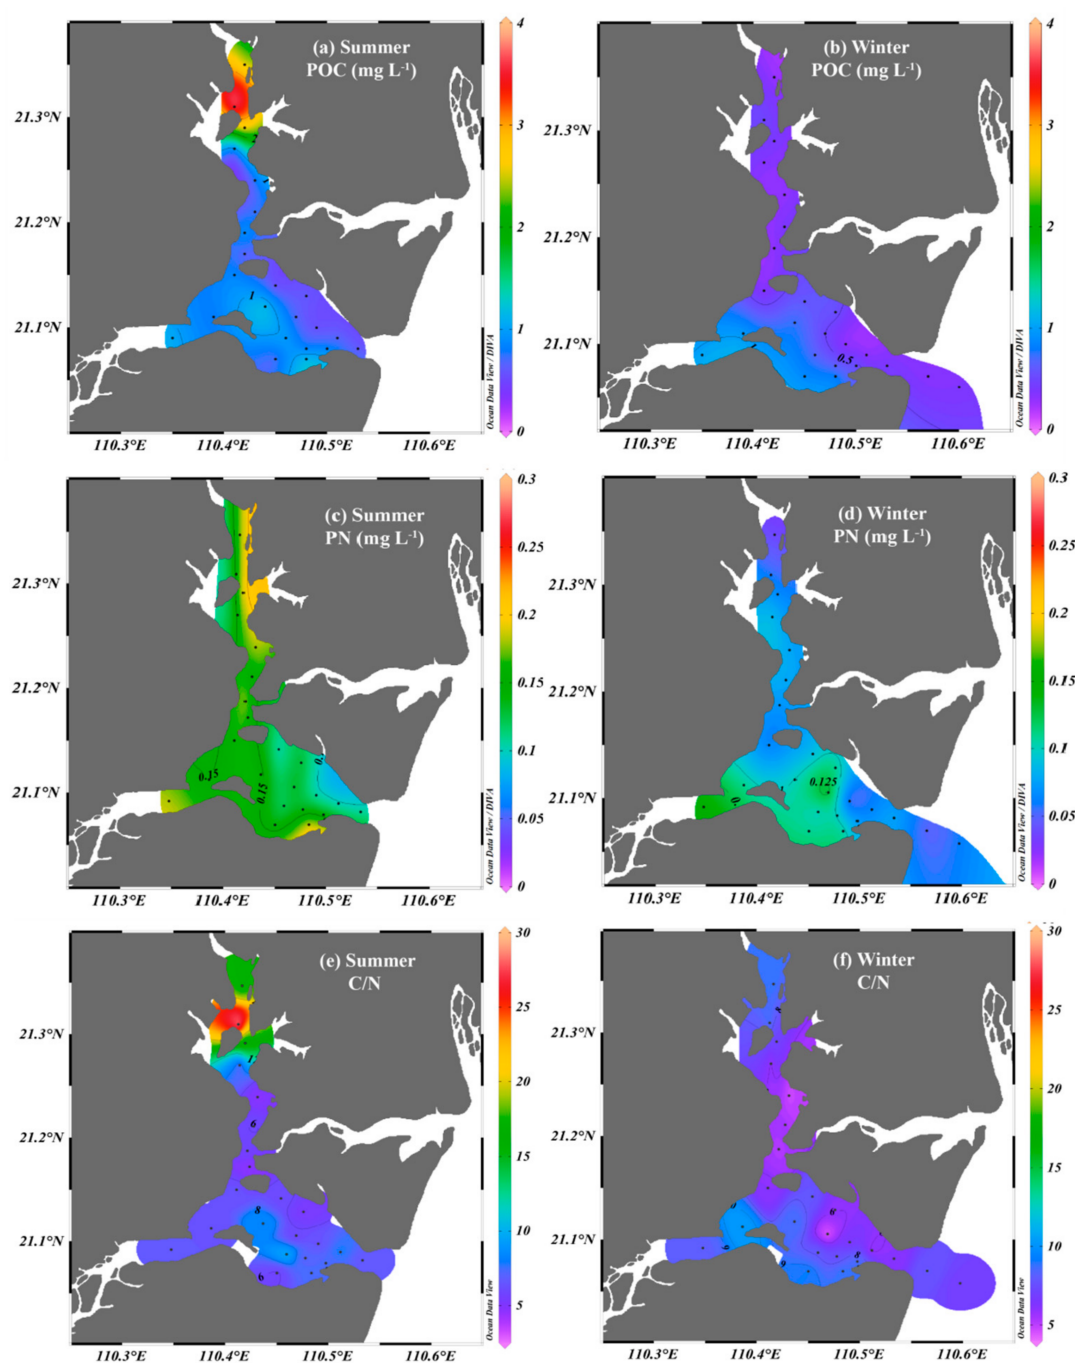 (a) Summer
POC (mg L⁻¹)
4
3
2
1
0
21.3°N
21.2°N
21.1°N
2
1
1
110.3°E 110.4°E 110.5°E 110.6°E
Ocean Data View / DIVA
(b) Winter
POC (mg L⁻¹)
4
3
2
1
0
21.3°N
21.2°N
21.1°N
0.5
110.3°E 110.4°E 110.5°E 110.6°E
Ocean Data View / DIVA
(c) Summer
PN (mg L⁻¹)
0.3
0.25
0.2
0.15
0.1
0.05
0
21.3°N
21.2°N
21.1°N
0.15
0.15
110.3°E 110.4°E 110.5°E 110.6°E
Ocean Data View / DIVA
(d) Winter
PN (mg L⁻¹)
0.3
0.25
0.2
0.15
0.1
0.05
0
21.3°N
21.2°N
21.1°N
0.125
110.3°E 110.4°E 110.5°E 110.6°E
Ocean Data View / DIVA
(e) Summer
C/N
30
25
20
15
10
5
21.3°N
21.2°N
21.1°N
6
8
6
110.3°E 110.4°E 110.5°E 110.6°E
Ocean Data View
(f) Winter
C/N
30
25
20
15
10
5
21.3°N
21.2°N
21.1°N
6
8
110.3°E 110.4°E 110.5°E 110.6°E
Ocean Data View